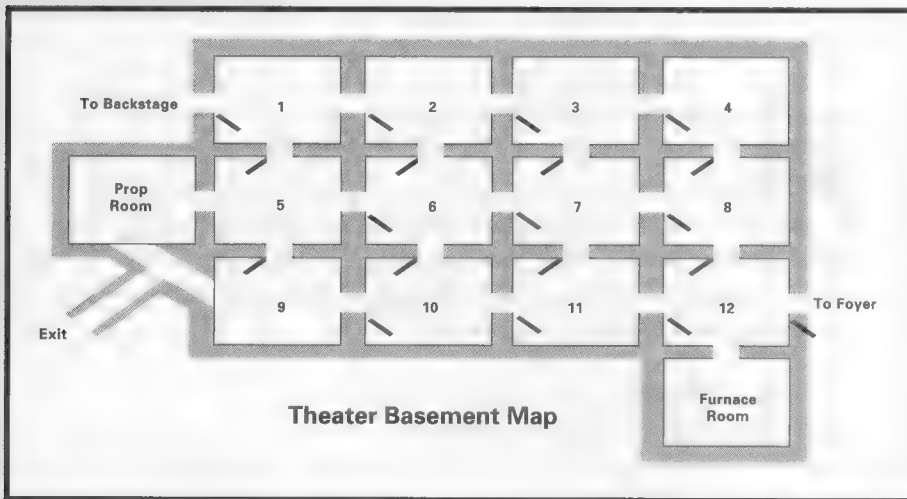 To Backstage
1
2
3
4
Prop
Room
5
6
7
8
Exit
9
10
11
12
To Foyer
Theater Basement Map
Furnace
Room